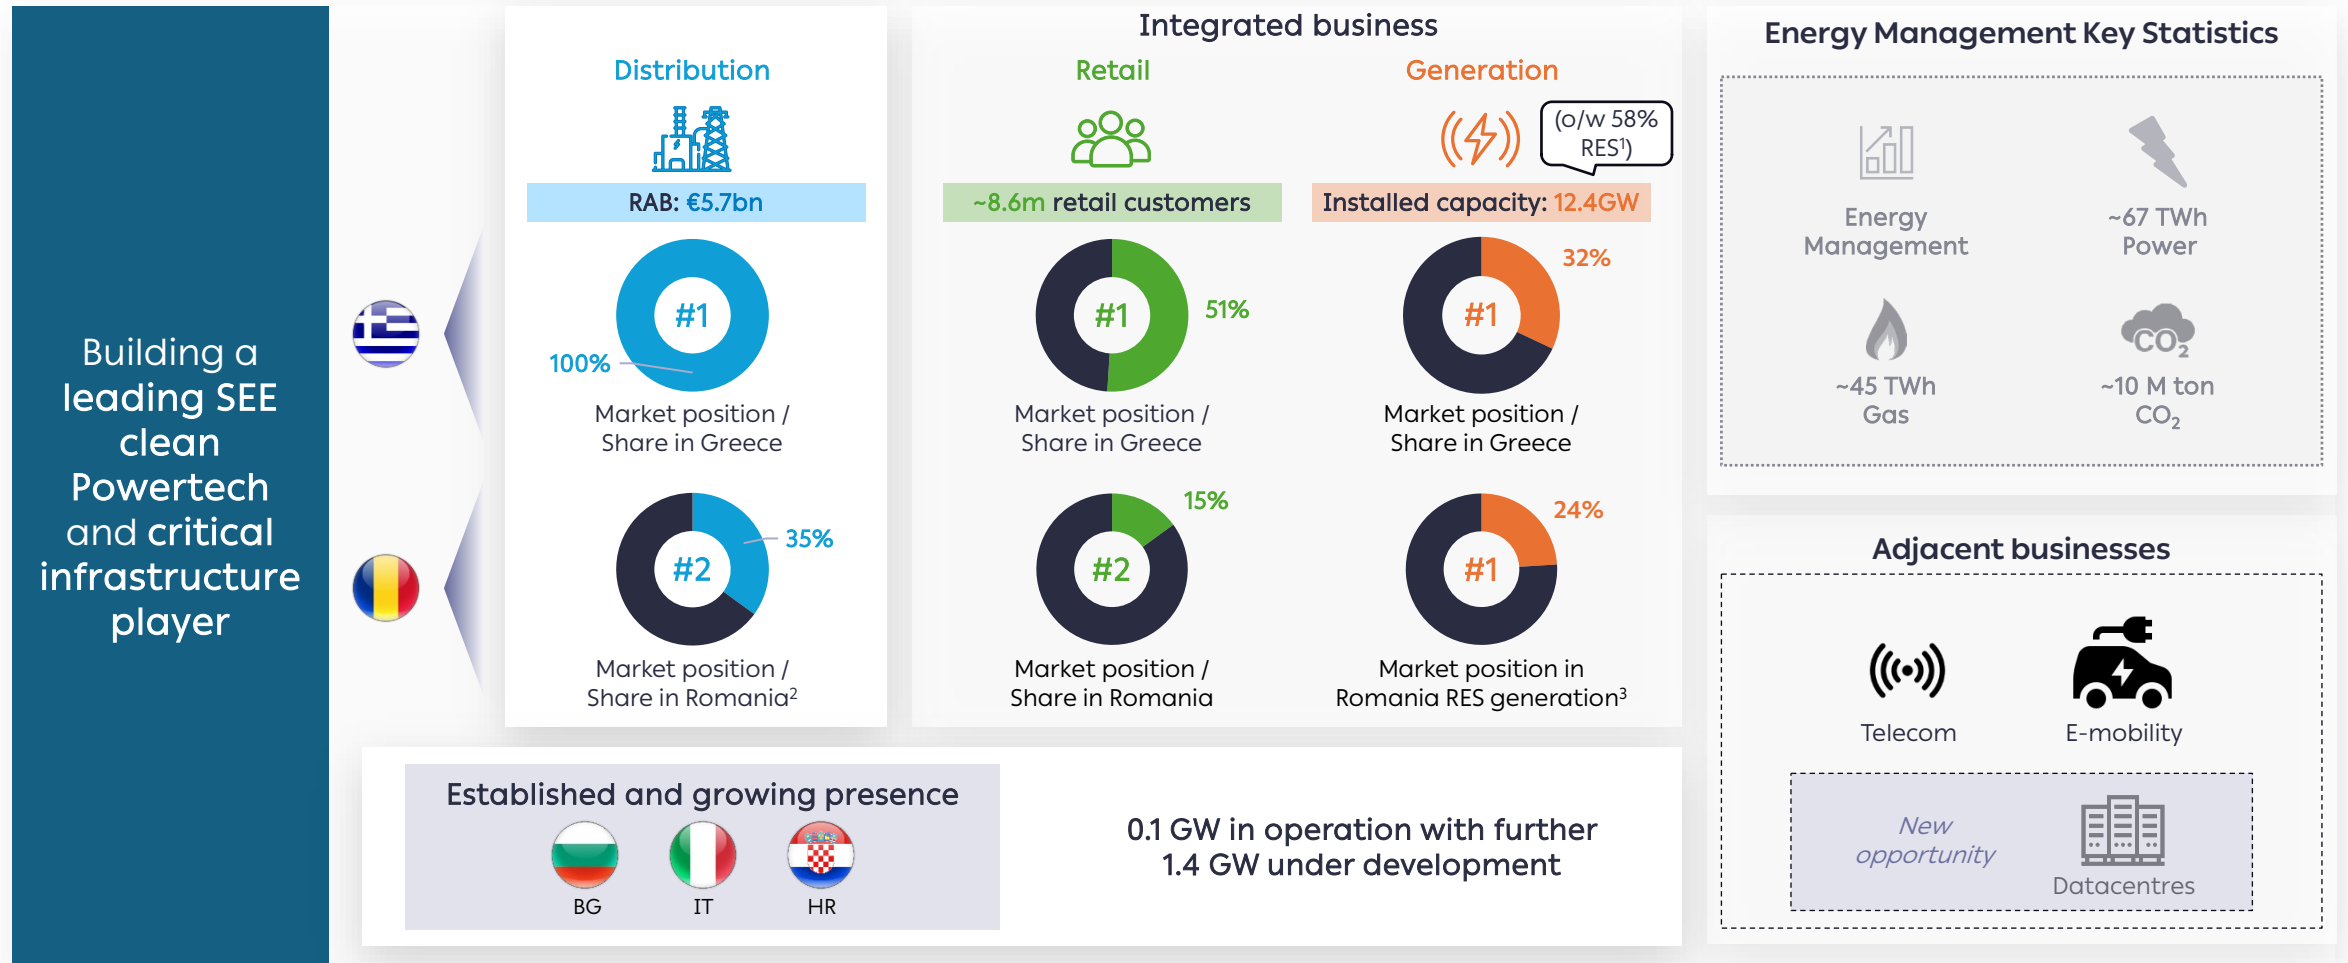 Building a
leading SEE
clean
Powertech
and critical
infrastructure
player
Distribution
RAB: €5.7bn
#1
100%
Market position /
Share in Greece
#2
35%
Market position /
Share in Romania²
Integrated business
Retail
~8.6m retail customers
#1
51%
Market position /
Share in Greece
#2
15%
Market position /
Share in Romania
Generation
(o/w 58%
RES¹)
Installed capacity: 12.4GW
#1
32%
Market position /
Share in Greece
#1
24%
Market position in
Romania RES generation³
Established and growing presence
BG
IT
HR
0.1 GW in operation with further
1.4 GW under development
Energy Management Key Statistics
Energy
Management
~67 TWh
Power
~45 TWh
Gas
CO₂
~10 M ton
CO₂
Adjacent businesses
Telecom
E-mobility
New
opportunity
Datacentres